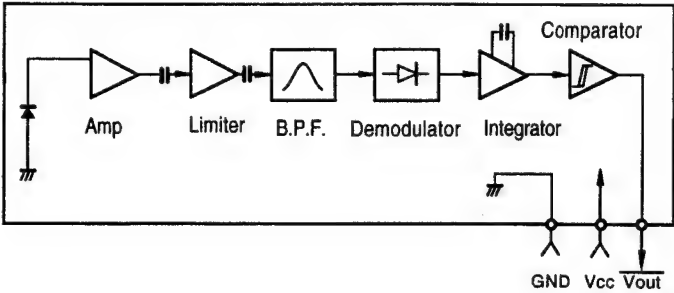 Comparator
Amp
Limiter
B.P.F.
Demodulator
Integrator
GND
Vcc
Vout